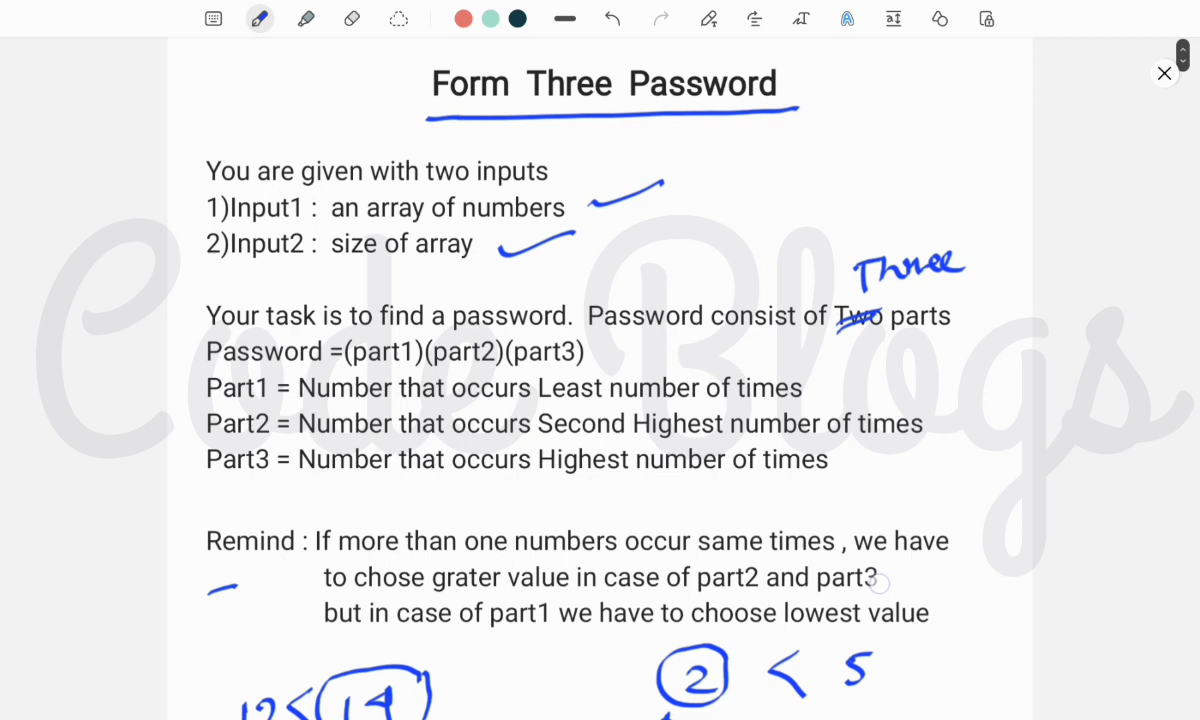 Form Three Password
You are given with two inputs
1)Input1 : an array of numbers
2)Input2 : size of array
Three
Your task is to find a password. Password consist of Two parts
Password =(part1)(part2)(part3)
Part1 = Number that occurs Least number of times
Part2 = Number that occurs Second Highest number of times
Part3 = Number that occurs Highest number of times
Remind : If more than one numbers occur same times , we have
to chose grater value in case of part2 and part3
but in case of part1 we have to choose lowest value
2 < 5
12 < 14
Code Blogs